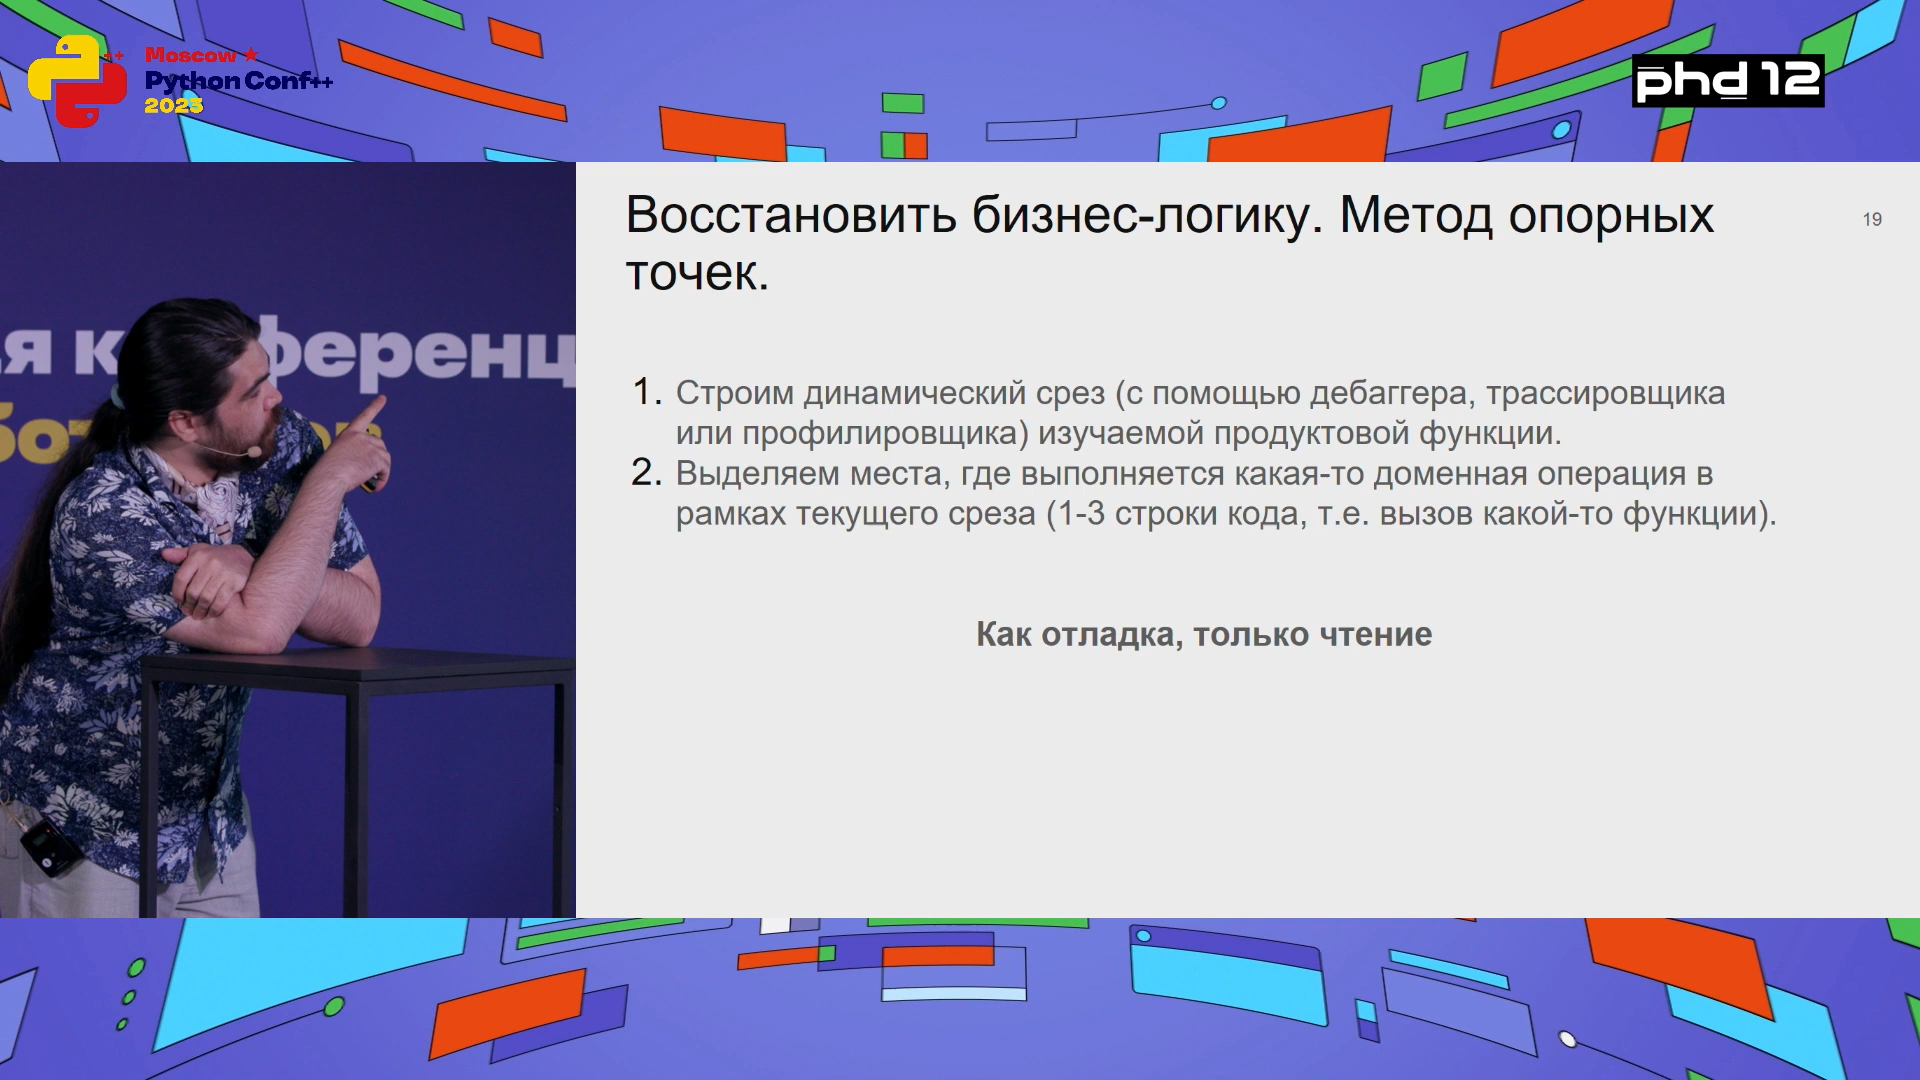 Moscow ★
Python Conf++
2023
phd 12
Восстановить бизнес-логику. Метод опорных
точек.
19
1. Строим динамический срез (с помощью дебаггера, трассировщика
или профилировщика) изучаемой продуктовой функции.
2. Выделяем места, где выполняется какая-то доменная операция в
рамках текущего среза (1-3 строки кода, т.е. вызов какой-то функции).
Как отладка, только чтение